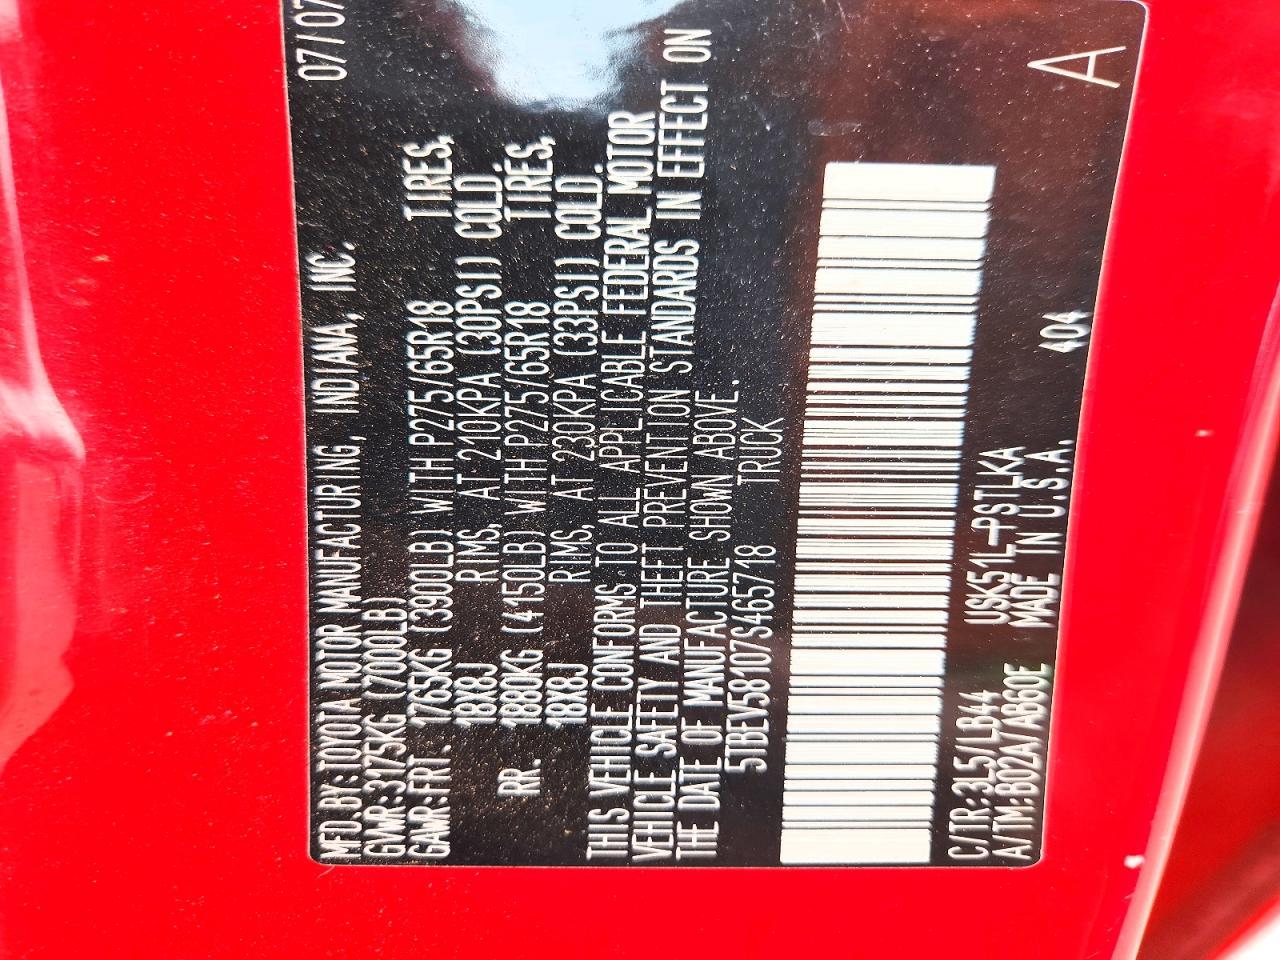 MFD.BY:TOYOTA MOTOR MANUFACTURING, INDIANA, INC. 07/07
GVWR:3175KG (7000LB)
GAWR:FRT. 1765KG (3900LB) WITH P275/65R18 TIRES,
18X8J RIMS, AT 210KPA (30PSI) COLD.
RR. 1880KG (4150LB) WITH P275/65R18 TIRES,
18X8J RIMS, AT 230KPA (33PSI) COLD.
THIS VEHICLE CONFORMS TO ALL APPLICABLE FEDERAL MOTOR
VEHICLE SAFETY AND THEFT PREVENTION STANDARDS IN EFFECT ON
THE DATE OF MANUFACTURE SHOWN ABOVE.
5TBLV58107S465718 TRUCK
C/TR:3L5/LB44 USK51L-PSTLKA
A/TM:B02A/AB60E MADE IN U.S.A. 404 A